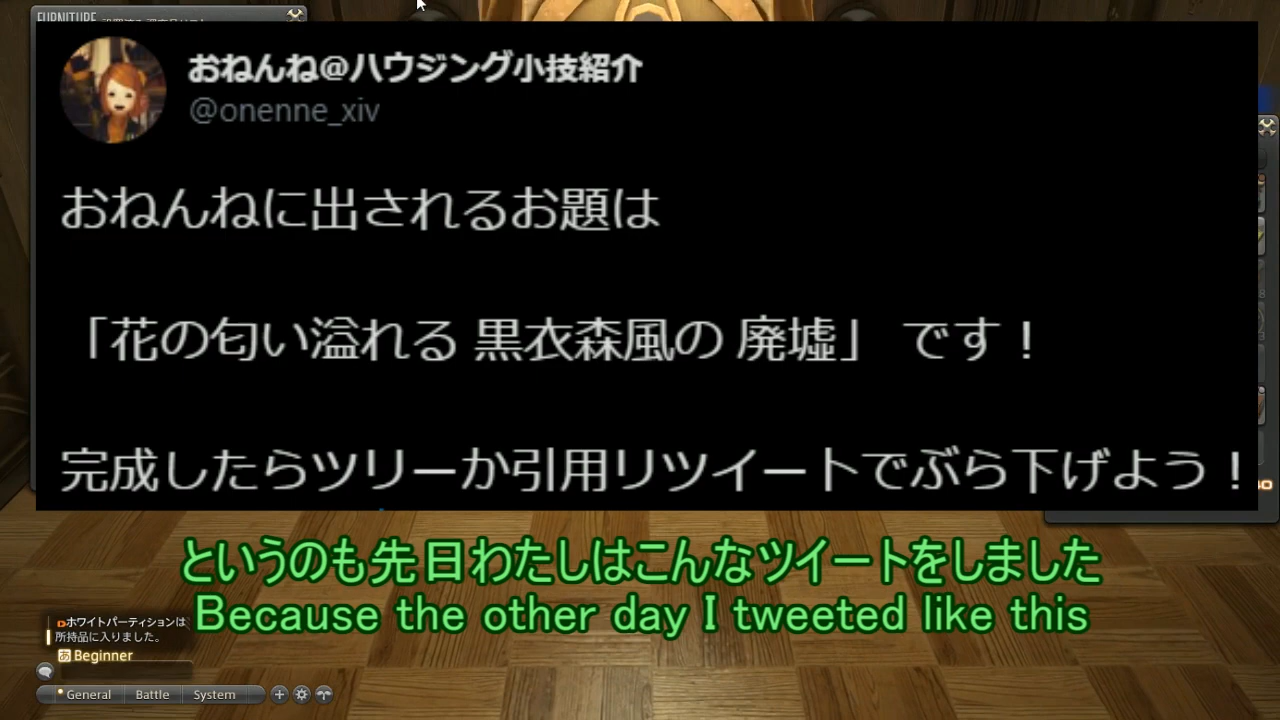 FURNITURE
おねんね@ハウジング小技紹介
@onenne_xiv
おねんねに出されるお題は
「花の匂い溢れる 黒衣森風の 廃墟」 です！
完成したらツリーか引用リツイートでぶら下げよう！
というのも先日わたしはこんなツイートをしました
Because the other day I tweeted like this
ホワイトパーティションは
所持品に入りました。
あ Beginner
General Battle System